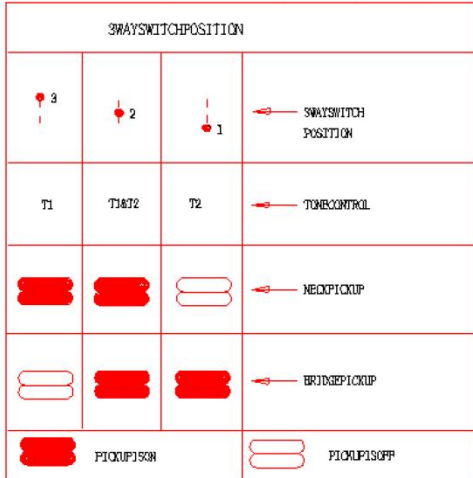 3WAYSWITCHPOSITION
3
2
1
3WAYSWITCH
POSITION
T1
T1&T2
T2
TONECONTROL
NECKPICKUP
BRIDGEPICKUP
PICKUPISON
PICKUPISOFF